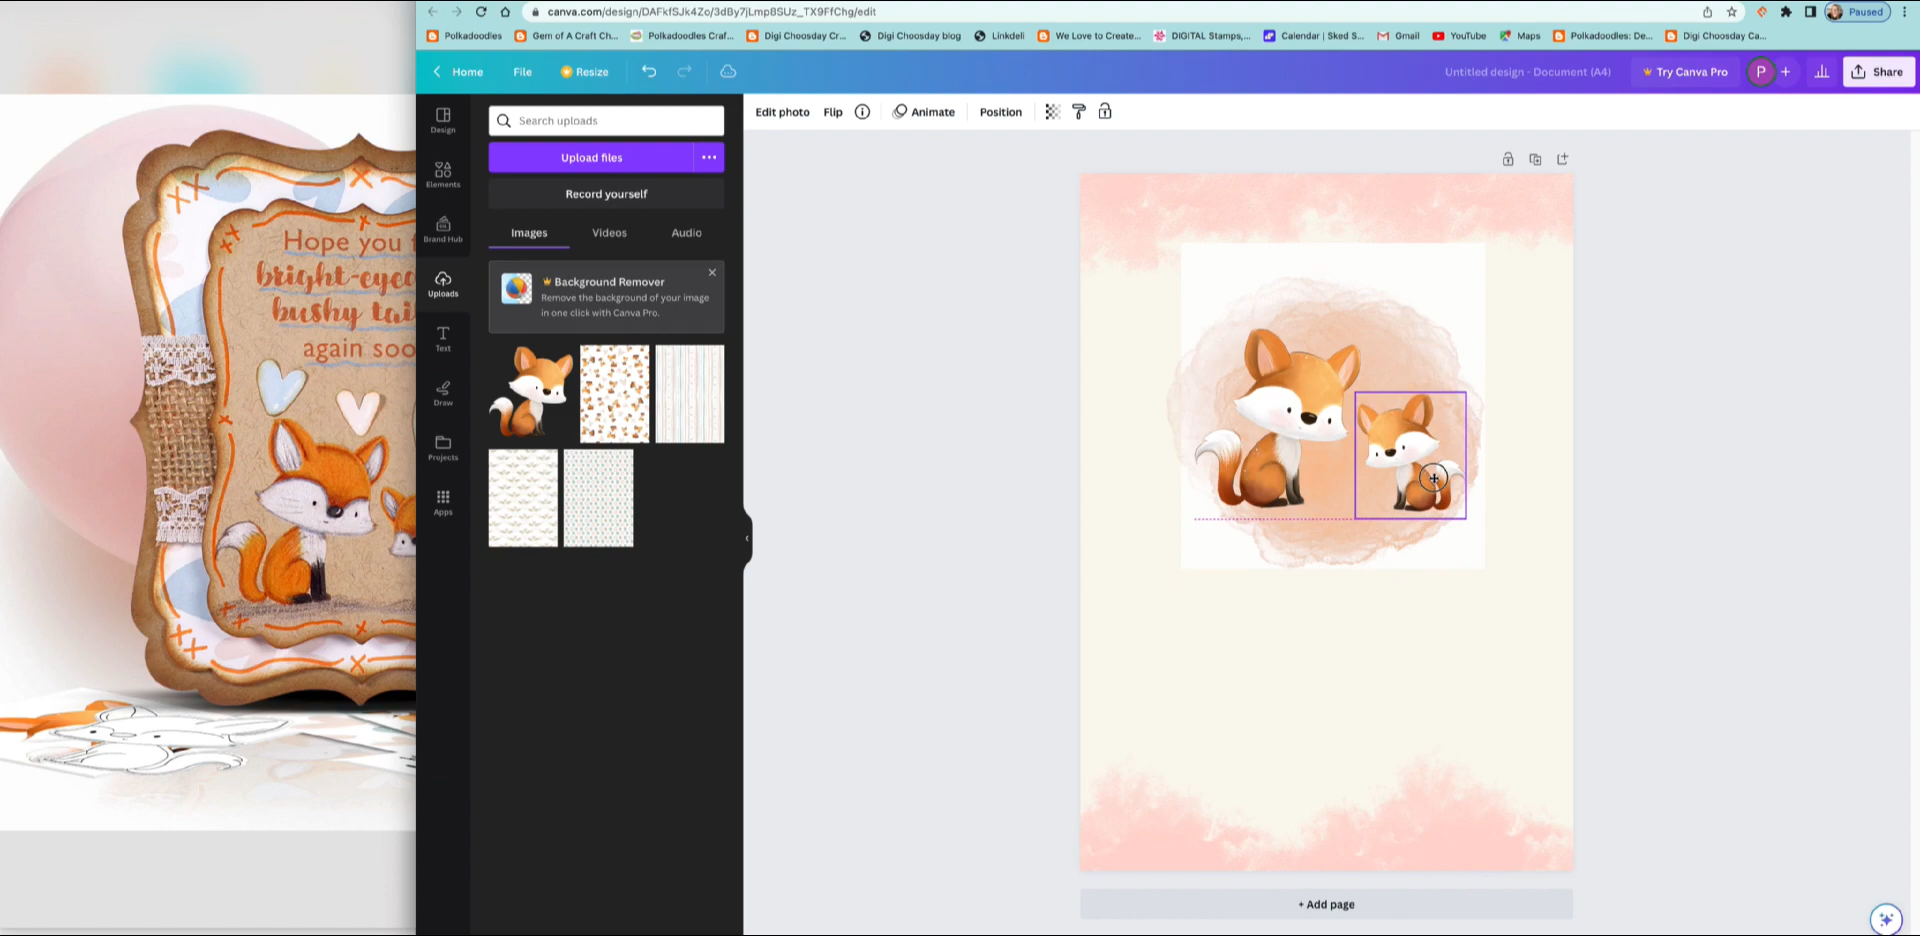 canva.com/design/DAFkfSJk4Zo/3dBy7jLmp8SUz_TX9FfChg/edit
Paused
Polkadoodles
Gem of A Craft Ch...
Polkadoodles Craf...
Digi Choosday Cr...
Digi Choosday blog
Linkdeli
We Love to Create...
DIGITAL Stamps,...
Calendar | Sked S...
Gmail
YouTube
Maps
Polkadoodles: De...
Digi Choosday Ca...
Home
File
Resize
Untitled design - Document (A4)
Try Canva Pro
P
+
Share
Design
Elements
Brand Hub
Uploads
Text
Draw
Projects
Apps
Search uploads
Upload files
Record yourself
Images
Videos
Audio
Background Remover
Remove the background of your image
in one click with Canva Pro.
Edit photo
Flip
Animate
Position
+ Add page
Hope you
bright-eyed
bushy tai
again soo